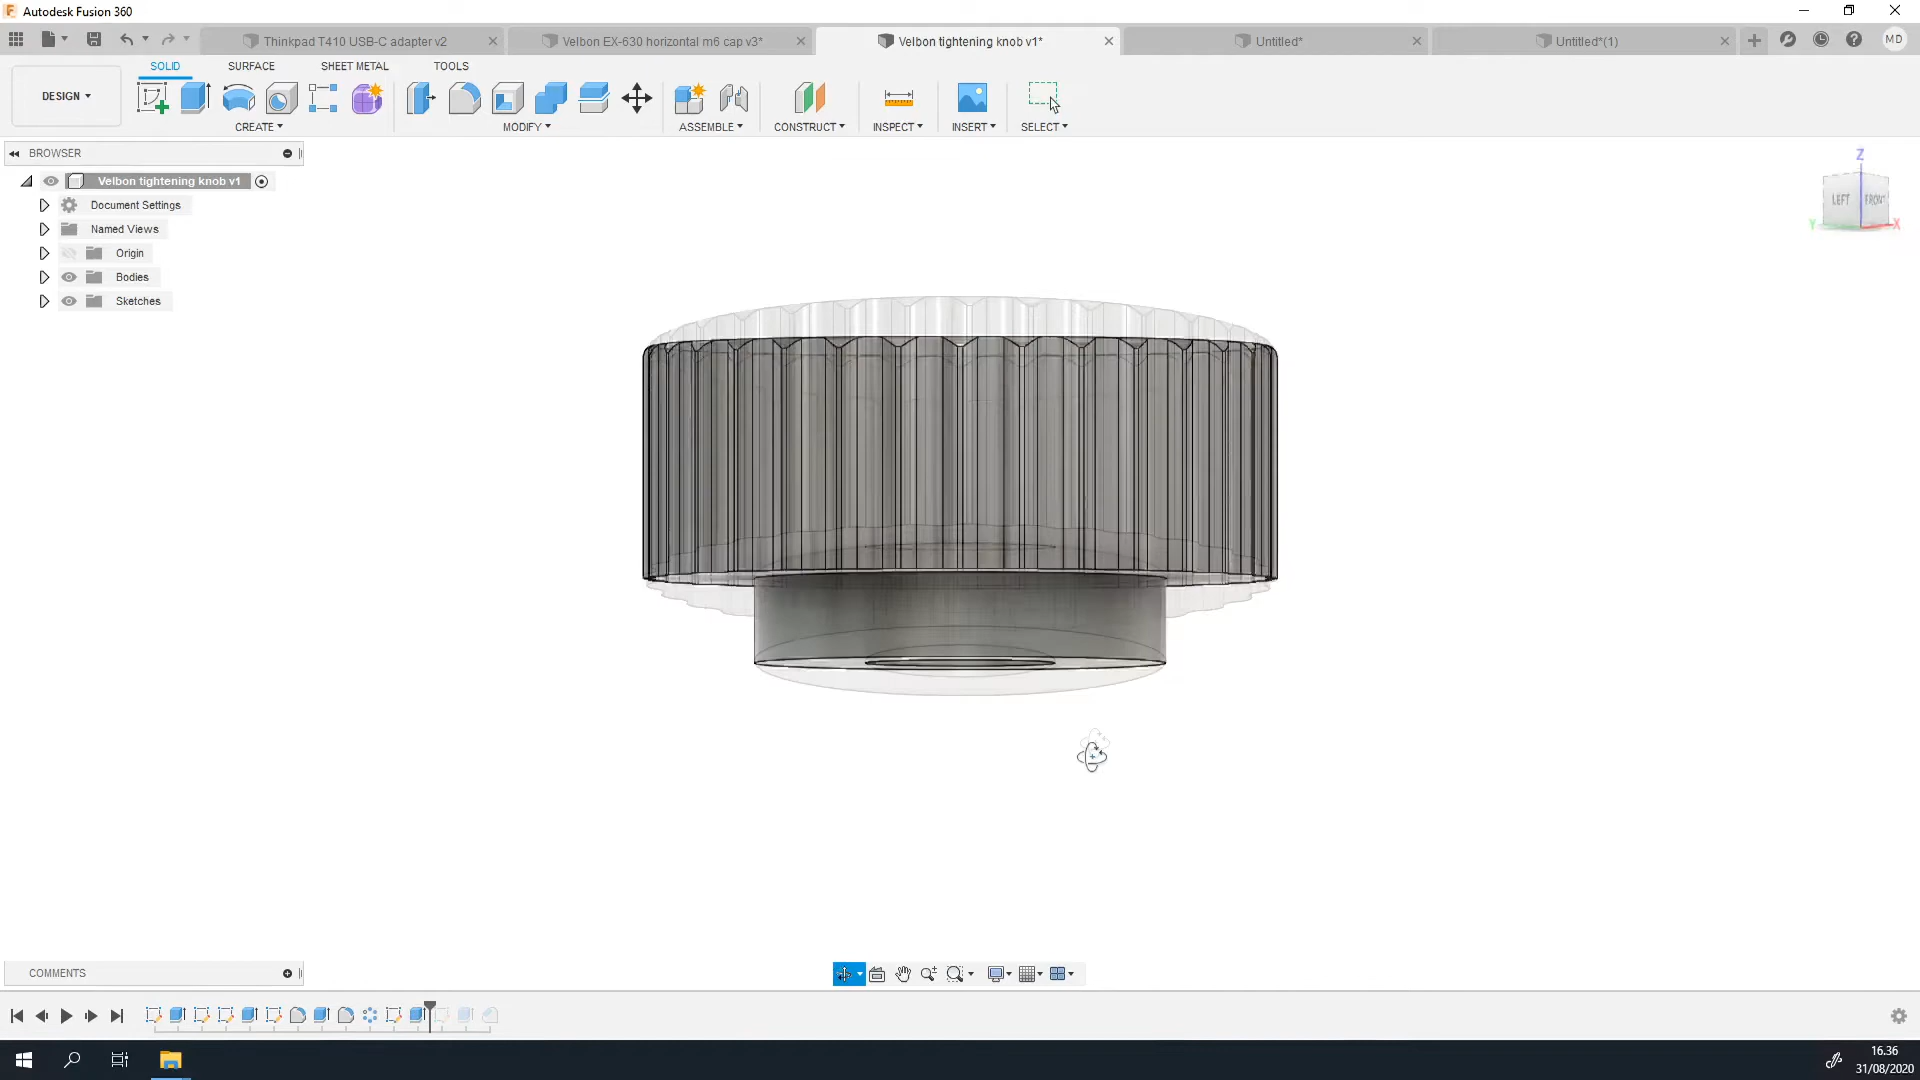 Autodesk Fusion 360
Thinkpad T410 USB-C adapter v2
Velbon EX-630 horizontal m6 cap v3*
Velbon tightening knob v1*
Untitled*
Untitled*(1)
MD
SOLID
SURFACE
SHEET METAL
TOOLS
DESIGN
CREATE
MODIFY
ASSEMBLE
CONSTRUCT
INSPECT
INSERT
SELECT
BROWSER
Velbon tightening knob v1
Document Settings
Named Views
Origin
Bodies
Sketches
Z
LEFT
FRONT
Y
X
COMMENTS
16.36
31/08/2020